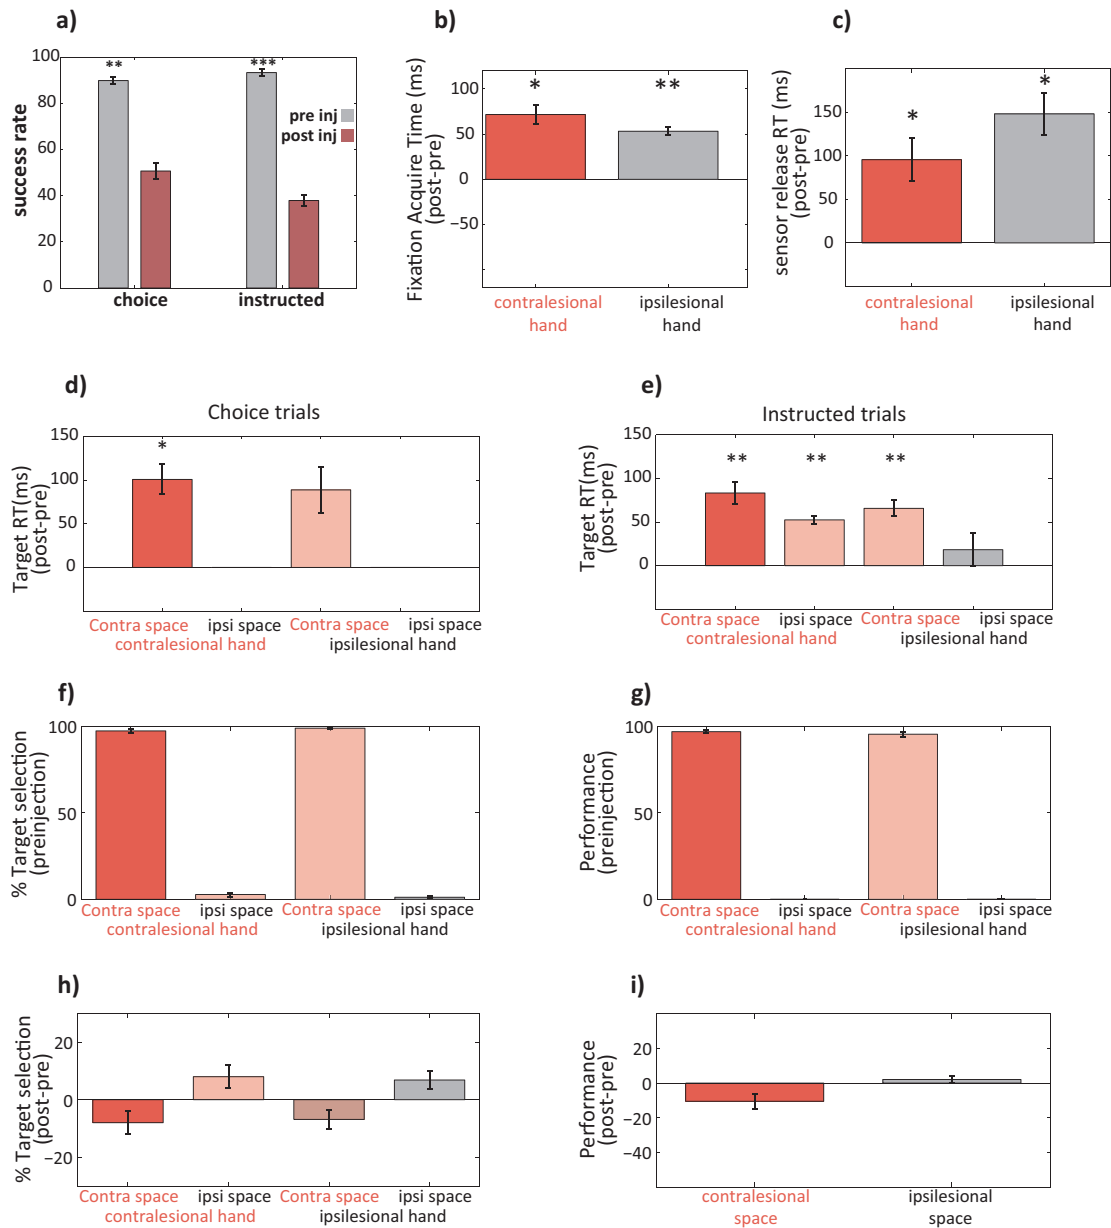 a)
success rate
100
80
60
40
20
0
**
***
pre inj
post inj
choice
instructed
b)
Fixation Acquire Time (ms)
(post-pre)
100
50
0
−50
*
**
contralesional
hand
ipsilesional
hand
c)
sensor release RT (ms)
(post-pre)
150
100
50
0
*
*
contralesional
hand
ipsilesional
hand
d)
Choice trials
Target RT(ms)
(post-pre)
150
100
50
0
*
Contra space
ipsi space
Contra space
ipsi space
contralesional hand
ipsilesional hand
e)
Instructed trials
Target RT(ms)
(post-pre)
150
100
50
0
**
**
**
Contra space
ipsi space
Contra space
ipsi space
contralesional hand
ipsilesional hand
f)
% Target selection
(preinjection)
100
50
0
Contra space
ipsi space
Contra space
ipsi space
contralesional hand
ipsilesional hand
g)
Performance
(preinjection)
100
50
0
Contra space
ipsi space
Contra space
ipsi space
contralesional hand
ipsilesional hand
h)
% Target selection
(post-pre)
20
0
−20
Contra space
ipsi space
Contra space
ipsi space
contralesional hand
ipsilesional hand
i)
Performance
(post-pre)
20
0
−20
−40
contralesional
space
ipsilesional
space